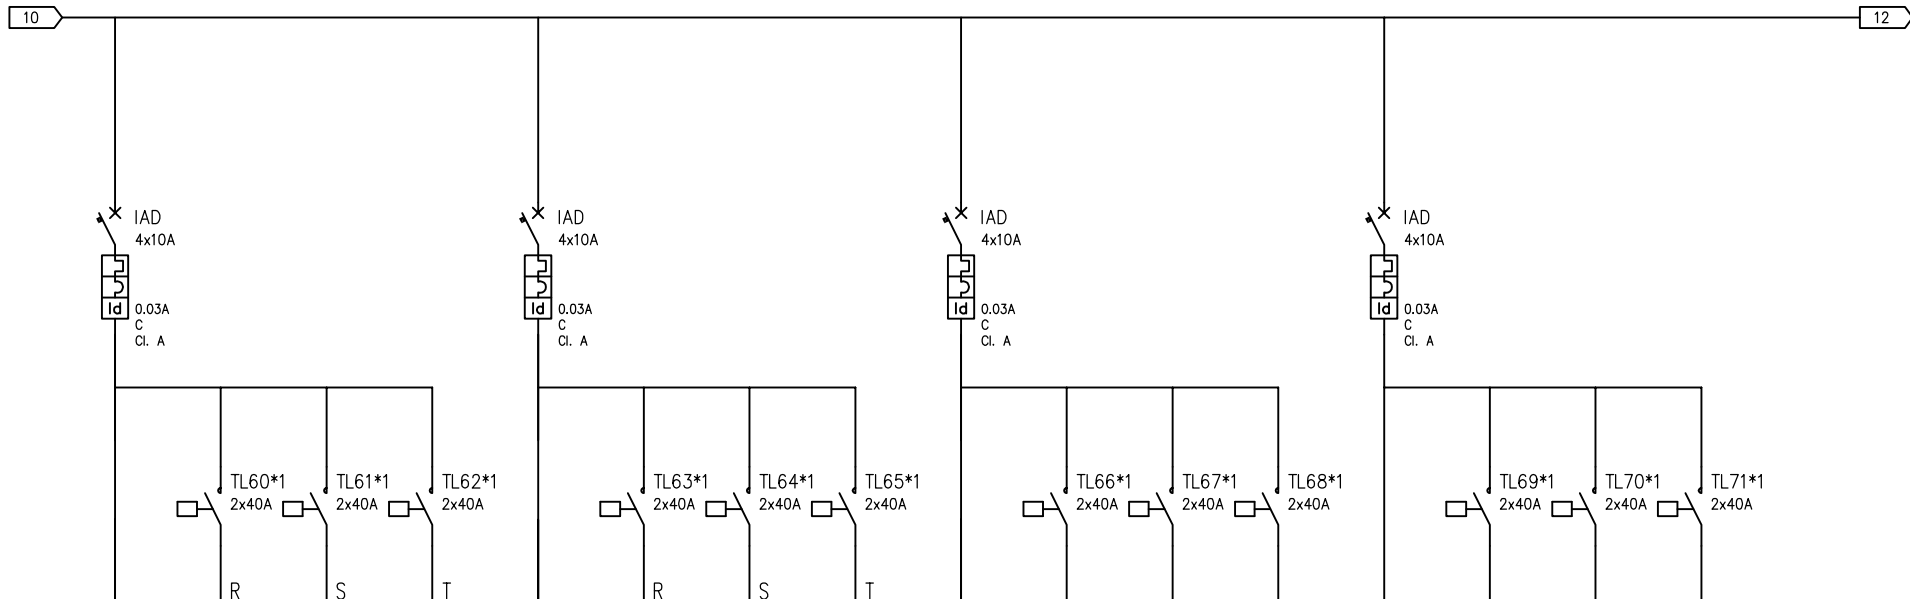 10
12
IAD
4x10A
Id
0.03A
C
Cl. A
IAD
4x10A
Id
0.03A
C
Cl. A
IAD
4x10A
Id
0.03A
C
Cl. A
IAD
4x10A
Id
0.03A
C
Cl. A
TL60*1
2x40A
TL61*1
2x40A
TL62*1
2x40A
TL63*1
2x40A
TL64*1
2x40A
TL65*1
2x40A
TL66*1
2x40A
TL67*1
2x40A
TL68*1
2x40A
TL69*1
2x40A
TL70*1
2x40A
TL71*1
2x40A
R
S
T
R
S
T